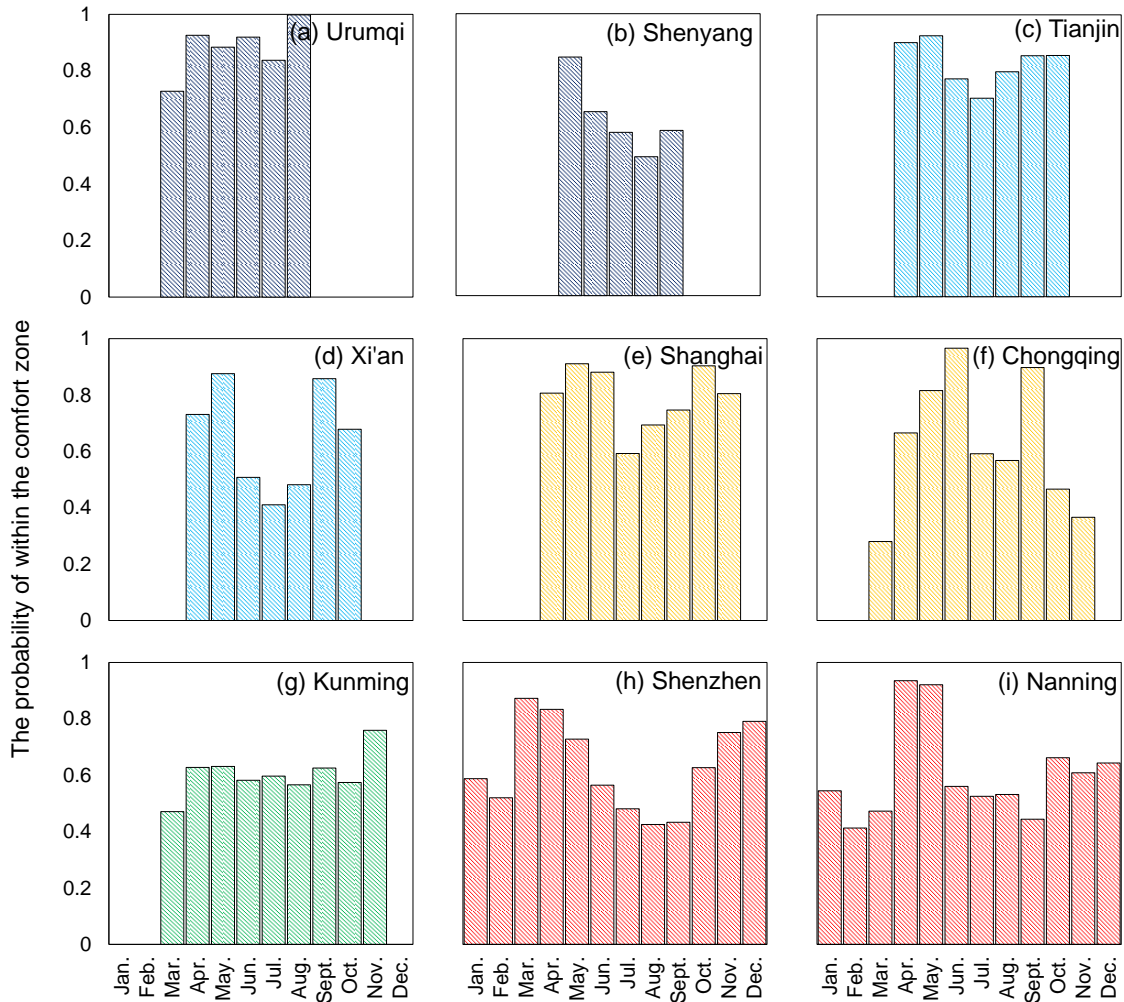 1
0.8
0.6
0.4
0.2
0
(a) Urumqi
(b) Shenyang
(c) Tianjin
The probability of within the comfort zone
1
0.8
0.6
0.4
0.2
0
(d) Xi'an
(e) Shanghai
(f) Chongqing
1
0.8
0.6
0.4
0.2
0
(g) Kunming
(h) Shenzhen
(i) Nanning
Jan. Feb. Mar. Apr. May. Jun. Jul. Aug. Sept. Oct. Nov. Dec.
Jan. Feb. Mar. Apr. May. Jun. Jul. Aug. Sept. Oct. Nov. Dec.
Jan. Feb. Mar. Apr. May. Jun. Jul. Aug. Sept. Oct. Nov. Dec.